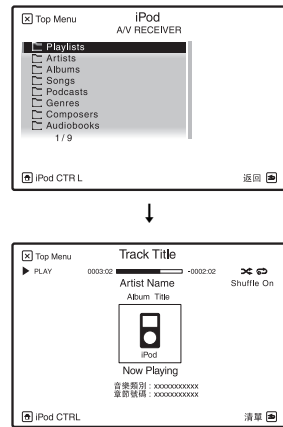 Top Menu
iPod
A/V RECEIVER
Playlists
Artists
Albums
Songs
Podcasts
Genres
Composers
Audiobooks
1/9
iPod CTRL
返回
Top Menu
Track Title
PLAY
0003:02
-0002:02
Shuffle On
Artist Name
Album Title
iPod
Now Playing
音樂類別 : xxxxxxxxxxx
章節號碼 : xxxxxxxxxxx
iPod CTRL
清單